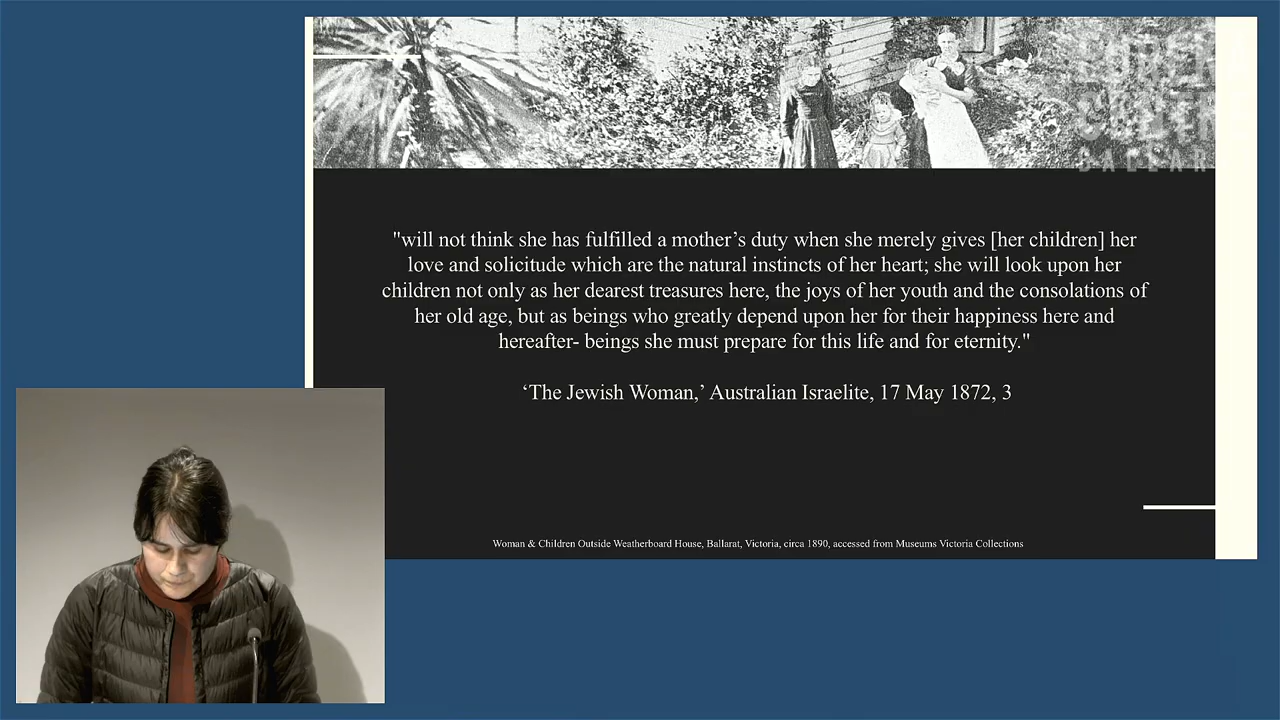 CENTRE
BALLAR
"will not think she has fulfilled a mother’s duty when she merely gives [her children] her
love and solicitude which are the natural instincts of her heart; she will look upon her
children not only as her dearest treasures here, the joys of her youth and the consolations of
her old age, but as beings who greatly depend upon her for their happiness here and
hereafter- beings she must prepare for this life and for eternity."
‘The Jewish Woman,’ Australian Israelite, 17 May 1872, 3
Woman & Children Outside Weatherboard House, Ballarat, Victoria, circa 1890, accessed from Museums Victoria Collections